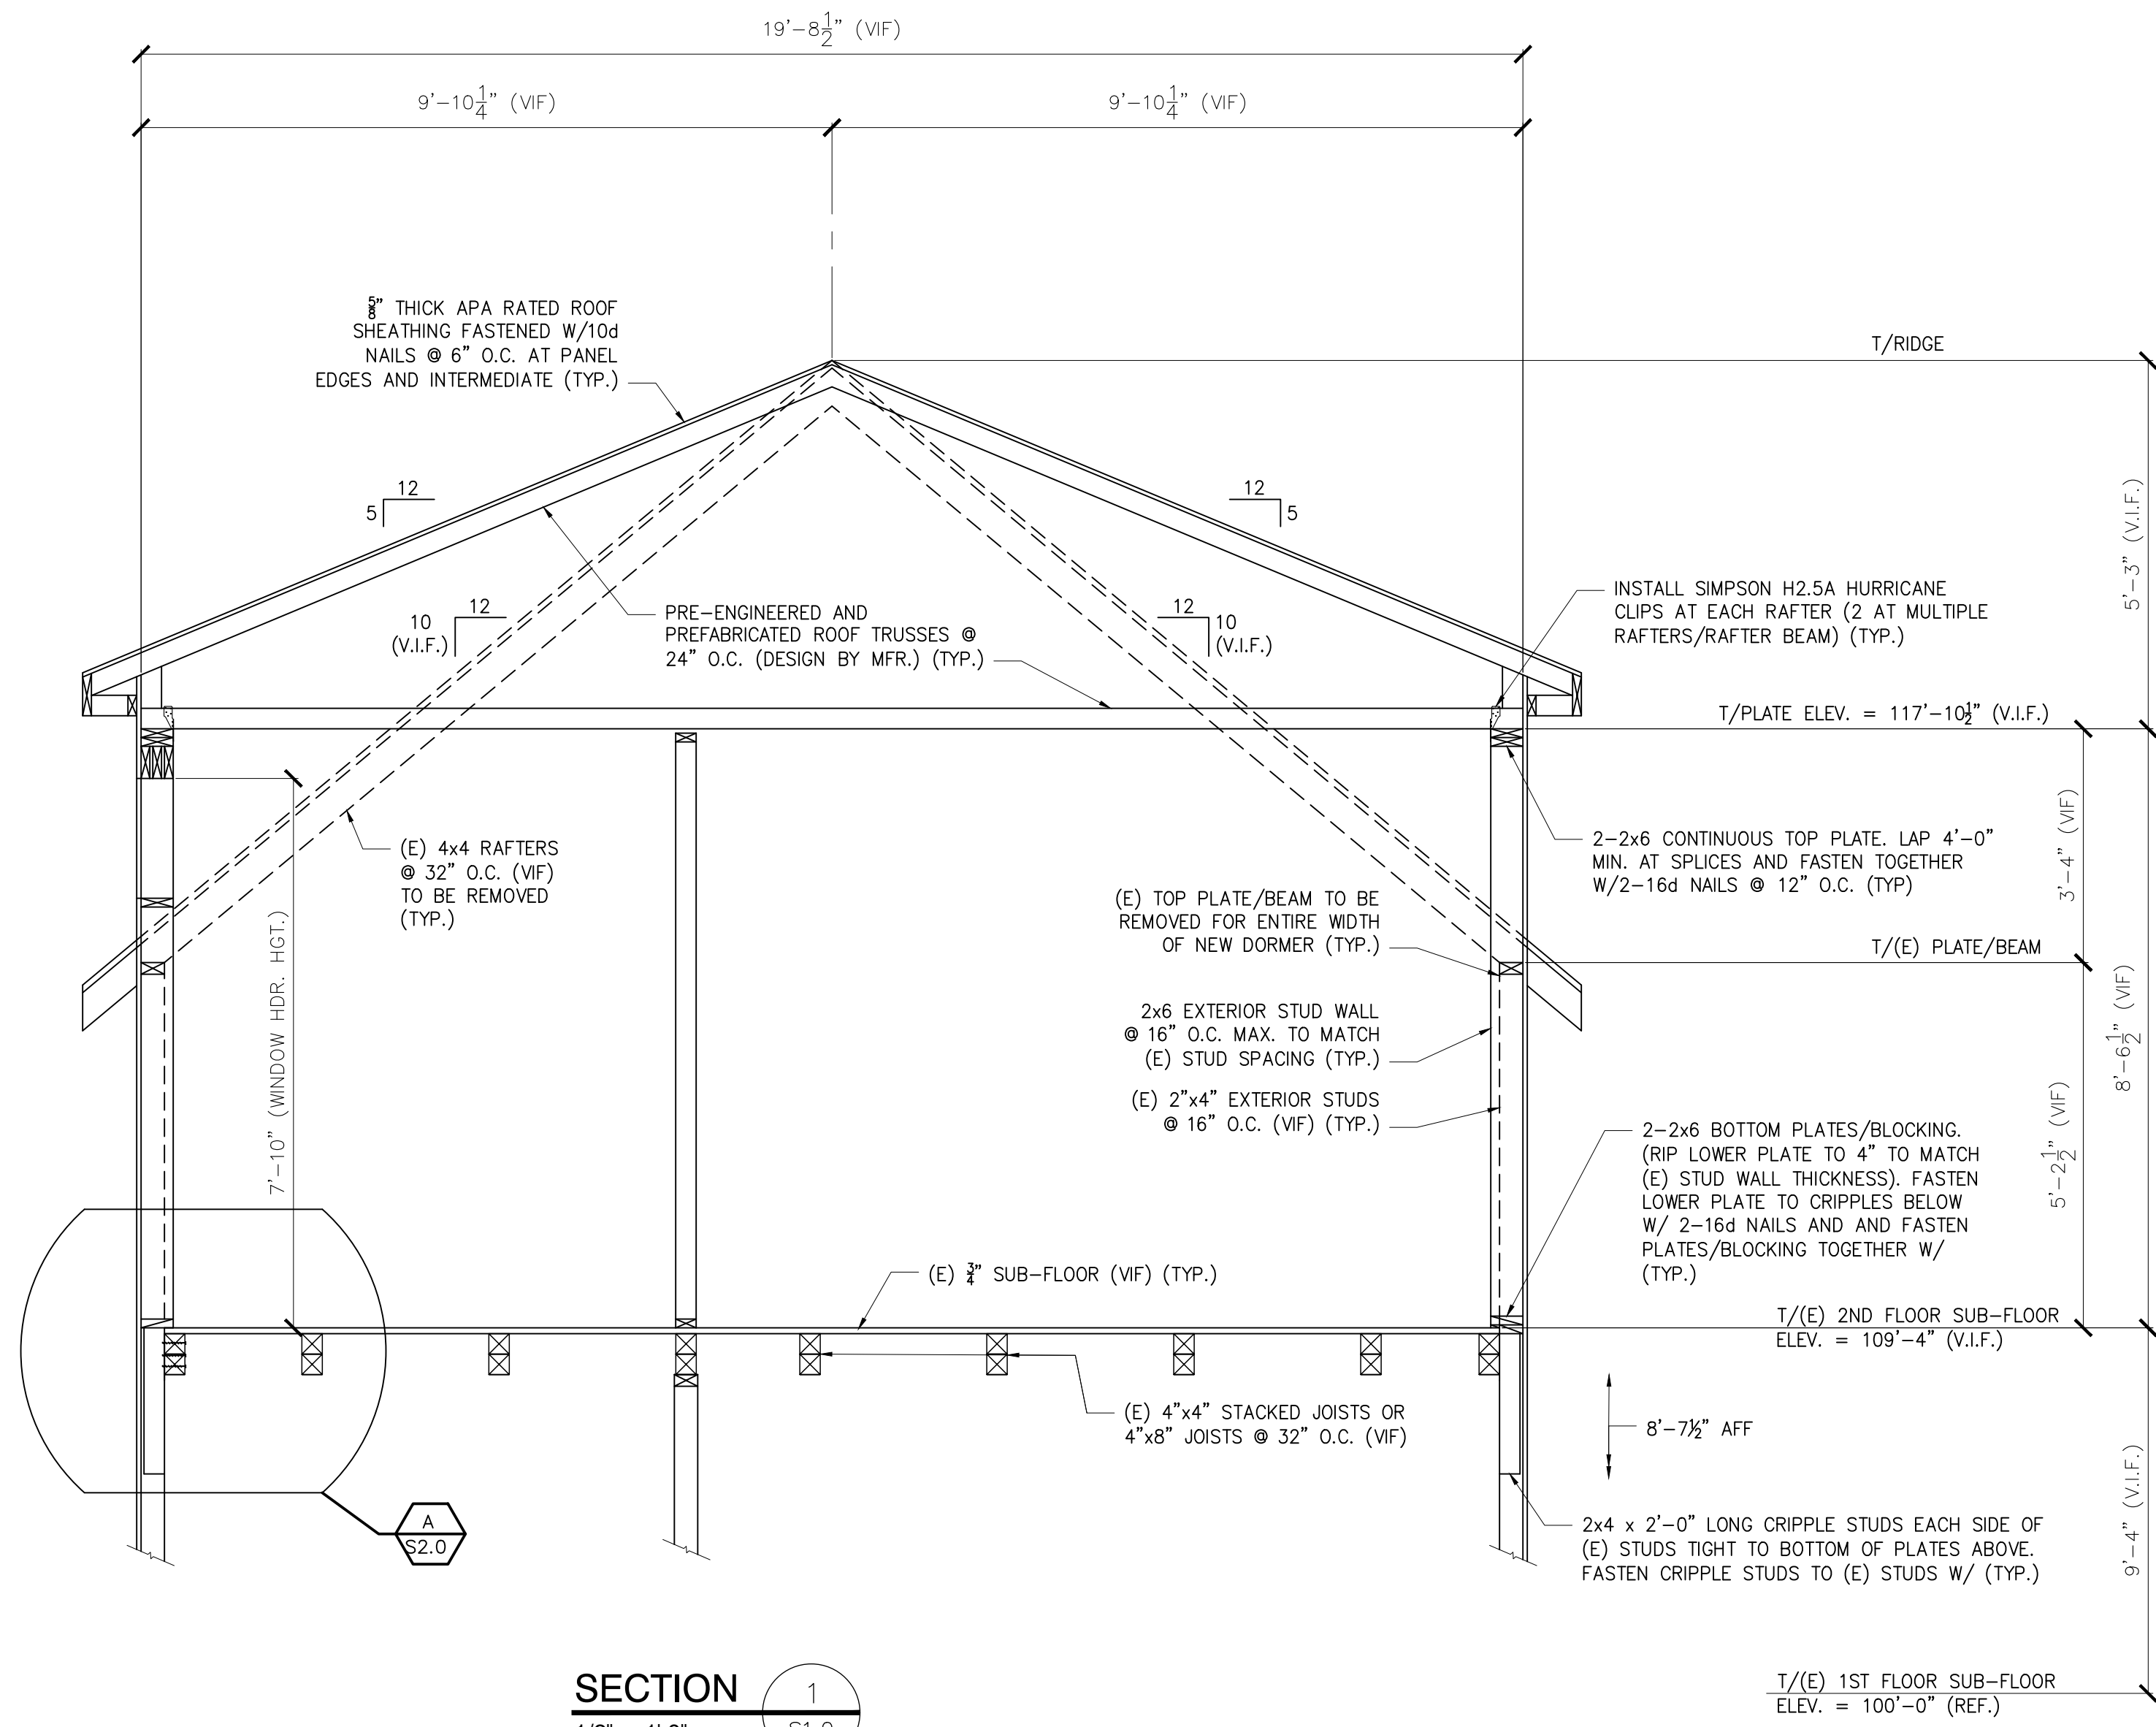 19'-8 1/2" (VIF)
9'-10 1/4" (VIF)
9'-10 1/4" (VIF)
5/8" THICK APA RATED ROOF
SHEATHING FASTENED W/10d
NAILS @ 6" O.C. AT PANEL
EDGES AND INTERMEDIATE (TYP.)
T/RIDGE
12
5
12
5
5'-3" (V.I.F.)
12
10
(V.I.F.)
PRE-ENGINEERED AND
PREFABRICATED ROOF TRUSSES @
24" O.C. (DESIGN BY MFR.) (TYP.)
12
10
(V.I.F.)
INSTALL SIMPSON H2.5A HURRICANE
CLIPS AT EACH RAFTER (2 AT MULTIPLE
RAFTERS/RAFTER BEAM) (TYP.)
T/PLATE ELEV. = 117'-10 1/2" (V.I.F.)
(E) 4x4 RAFTERS
@ 32" O.C. (VIF)
TO BE REMOVED
(TYP.)
2-2x6 CONTINUOUS TOP PLATE. LAP 4'-0"
MIN. AT SPLICES AND FASTEN TOGETHER
W/2-16d NAILS @ 12" O.C. (TYP)
3'-4" (VIF)
(E) TOP PLATE/BEAM TO BE
REMOVED FOR ENTIRE WIDTH
OF NEW DORMER (TYP.)
T/(E) PLATE/BEAM
7'-10" (WINDOW HDR. HGT.)
2x6 EXTERIOR STUD WALL
@ 16" O.C. MAX. TO MATCH
(E) STUD SPACING (TYP.)
8'-6 1/2" (VIF)
(E) 2"x4" EXTERIOR STUDS
@ 16" O.C. (VIF) (TYP.)
5'-2 1/2" (VIF)
2-2x6 BOTTOM PLATES/BLOCKING.
(RIP LOWER PLATE TO 4" TO MATCH
(E) STUD WALL THICKNESS). FASTEN
LOWER PLATE TO CRIPPLES BELOW
W/ 2-16d NAILS AND AND FASTEN
PLATES/BLOCKING TOGETHER W/
(TYP.)
(E) 3/4" SUB-FLOOR (VIF) (TYP.)
T/(E) 2ND FLOOR SUB-FLOOR
ELEV. = 109'-4" (V.I.F.)
(E) 4"x4" STACKED JOISTS OR
4"x8" JOISTS @ 32" O.C. (VIF)
8'-7½" AFF
9'-4" (V.I.F.)
A
S2.0
2x4 x 2'-0" LONG CRIPPLE STUDS EACH SIDE OF
(E) STUDS TIGHT TO BOTTOM OF PLATES ABOVE.
FASTEN CRIPPLE STUDS TO (E) STUDS W/ (TYP.)
SECTION
1
T/(E) 1ST FLOOR SUB-FLOOR
ELEV. = 100'-0" (REF.)